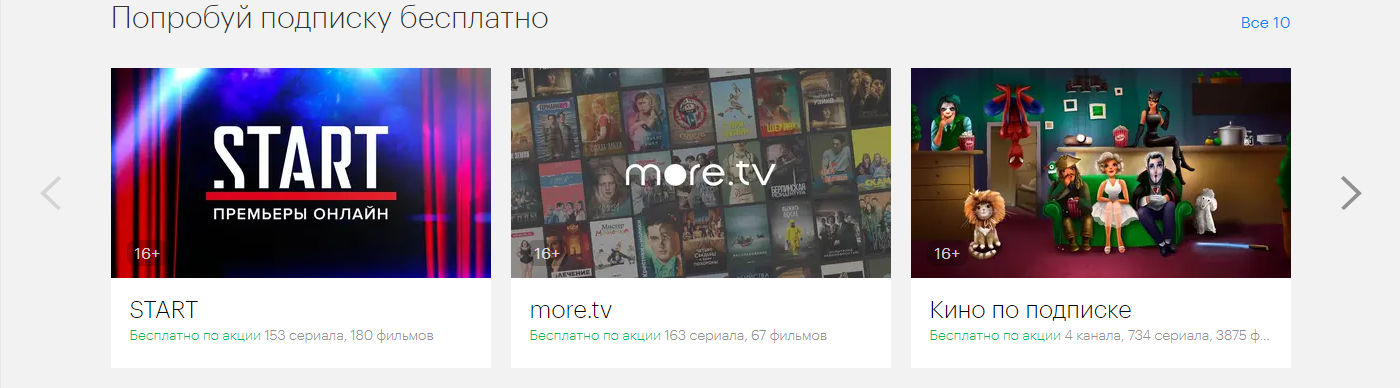 Попробуй подписку бесплатно
Все 10
START
ПРЕМЬЕРЫ ОНЛАЙН
16+
more.tv
16+
16+
START
Бесплатно по акции 153 сериала, 180 фильмов
more.tv
Бесплатно по акции 163 сериала, 67 фильмов
Кино по подписке
Бесплатно по акции 4 канала, 734 сериала, 3875 ф...